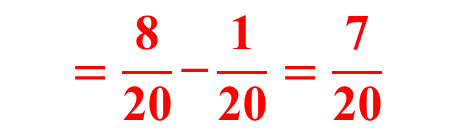 = 8/20 − 1/20 = 7/20